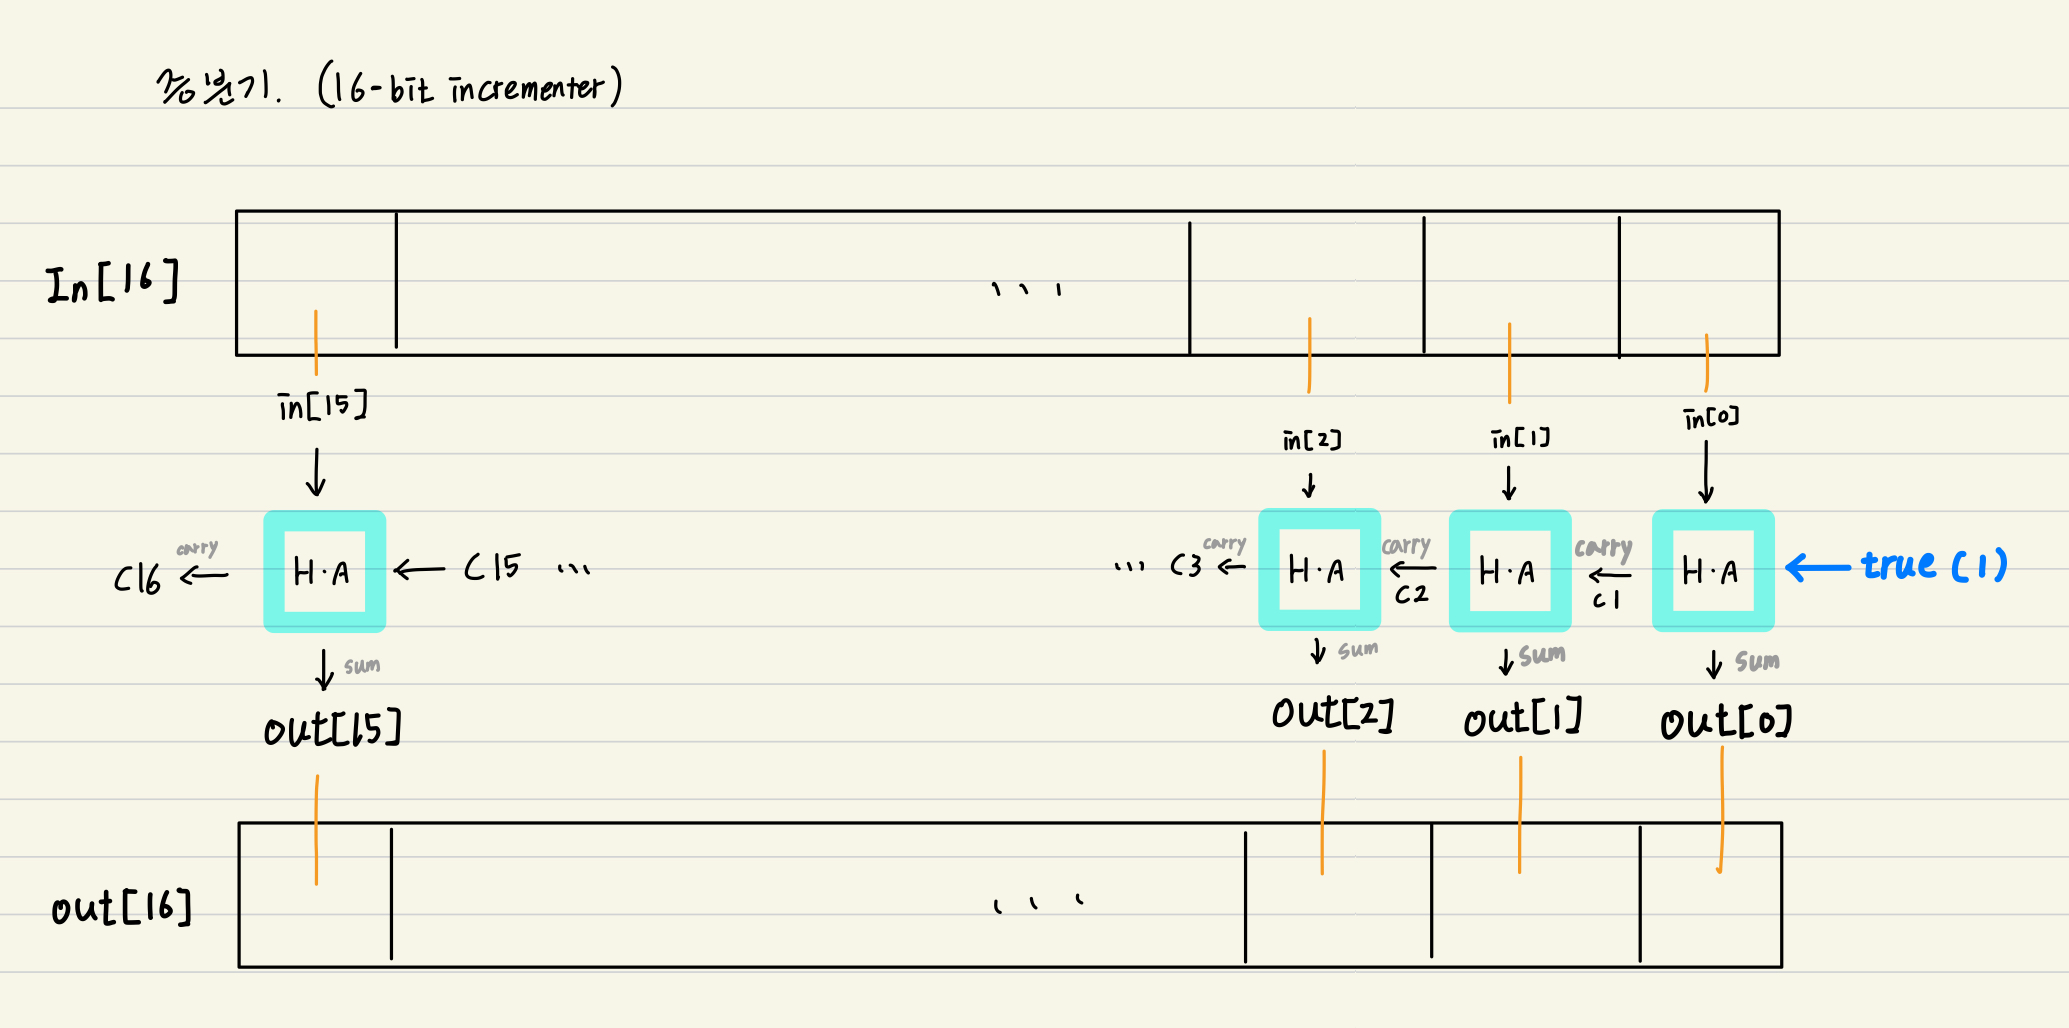 증분기. (16-bit incrementer)
In[16]
...
in[15]
in[2]
in[1]
in[0]
C16 carry H·A C15 ... ... C3 carry H·A carry C2 H·A carry C1 H·A true (1)
sum
sum
sum
sum
out[15]
out[2]
out[1]
out[0]
out[16]
...